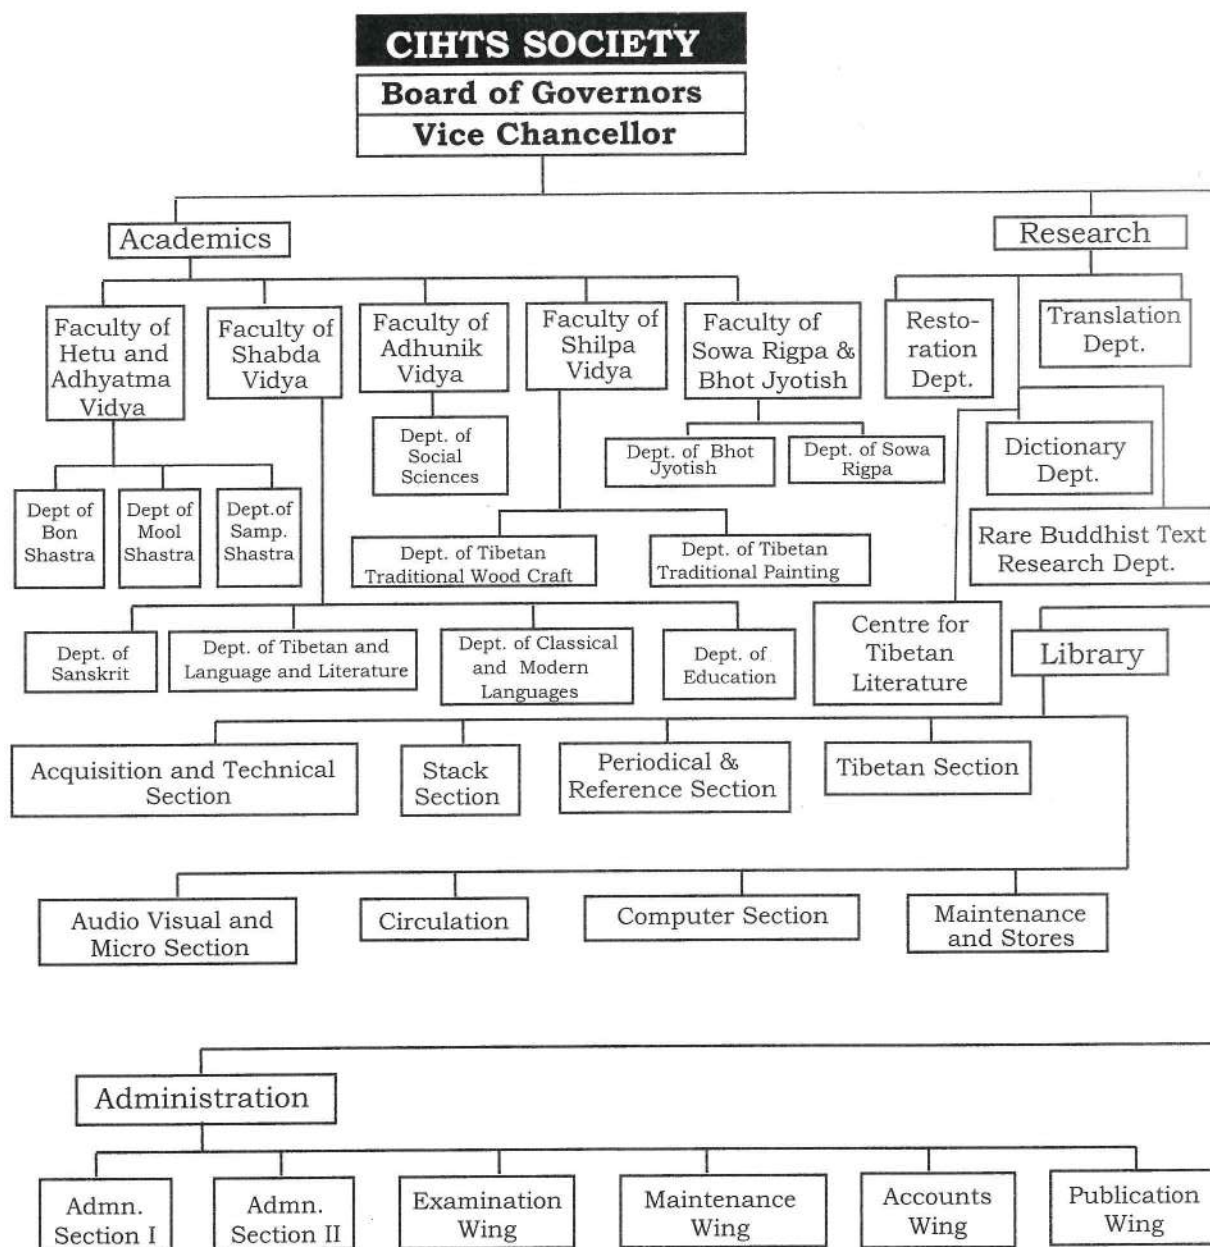 CIHTS SOCIETY
Board of Governors
Vice Chancellor
Academics
Research
Faculty of
Hetu and
Adhyatma
Vidya
Faculty of
Shabda
Vidya
Faculty of
Adhunik
Vidya
Faculty of
Shilpa
Vidya
Faculty of
Sowa Rigpa &
Bhot Jyotish
Resto-
ration
Dept.
Translation
Dept.
Dept. of
Social
Sciences
Dept. of Bhot
Jyotish
Dept. of Sowa
Rigpa
Dictionary
Dept.
Dept of
Bon
Shastra
Dept of
Mool
Shastra
Dept.of
Samp.
Shastra
Dept. of Tibetan
Traditional Wood Craft
Dept. of Tibetan
Traditional Painting
Rare Buddhist Text
Research Dept.
Dept. of
Sanskrit
Dept. of Tibetan and
Language and Literature
Dept. of Classical
and Modern
Languages
Dept. of
Education
Centre for
Tibetan
Literature
Library
Acquisition and Technical
Section
Stack
Section
Periodical &
Reference Section
Tibetan Section
Audio Visual and
Micro Section
Circulation
Computer Section
Maintenance
and Stores
Administration
Admn.
Section I
Admn.
Section II
Examination
Wing
Maintenance
Wing
Accounts
Wing
Publication
Wing